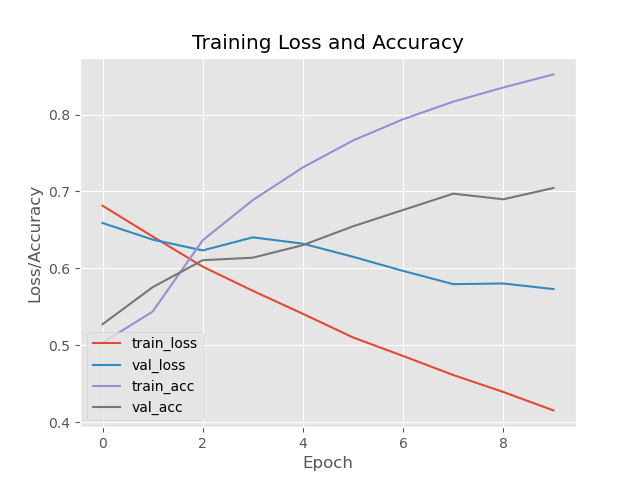 Training Loss and Accuracy
Loss/Accuracy
0.8
0.7
0.6
0.5
0.4
train_loss
val_loss
train_acc
val_acc
0 2 4 6 8
Epoch